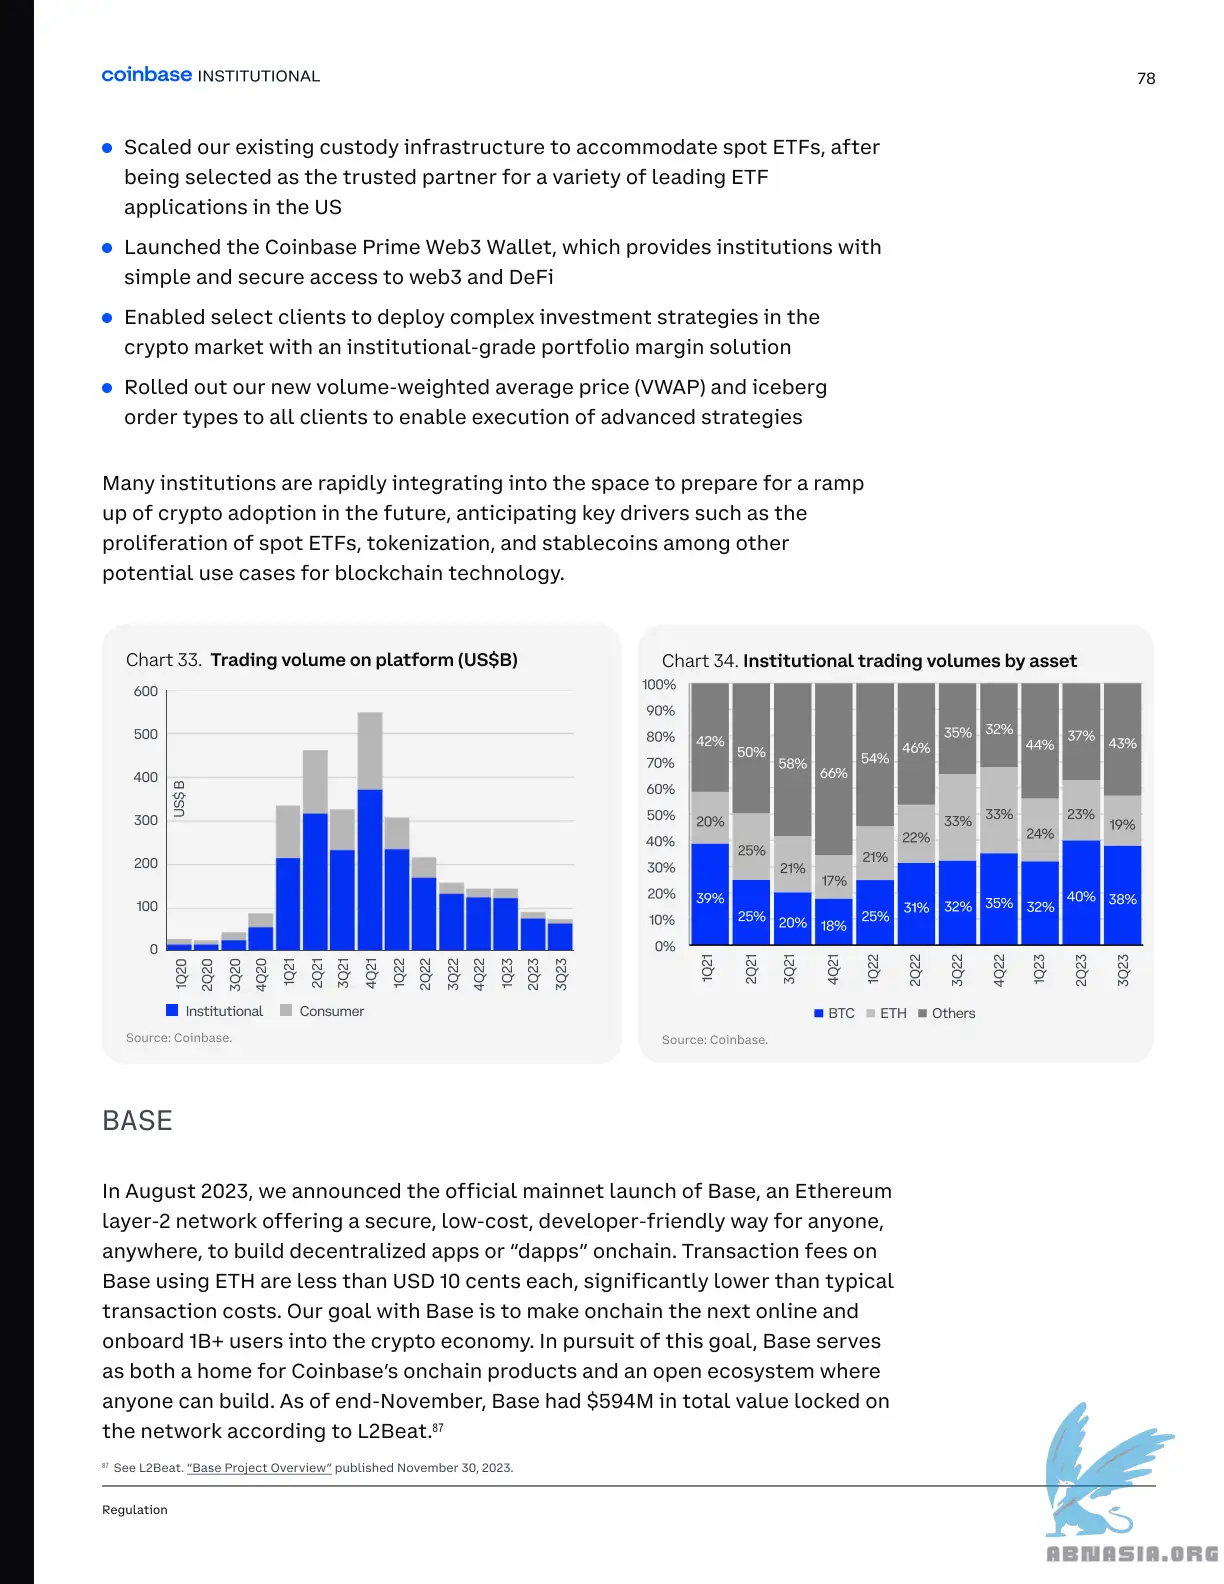 coinbase INSTITUTIONAL
78
Scaled our existing custody infrastructure to accommodate spot ETFs, after
being selected as the trusted partner for a variety of leading ETF
applications in the US
Launched the Coinbase Prime Web3 Wallet, which provides institutions with
simple and secure access to web3 and DeFi
Enabled select clients to deploy complex investment strategies in the
crypto market with an institutional-grade portfolio margin solution
Rolled out our new volume-weighted average price (VWAP) and iceberg
order types to all clients to enable execution of advanced strategies
Many institutions are rapidly integrating into the space to prepare for a ramp
up of crypto adoption in the future, anticipating key drivers such as the
proliferation of spot ETFs, tokenization, and stablecoins among other
potential use cases for blockchain technology.
Chart 33. Trading volume on platform (US$B)
600
500
400
300
200
100
0
US$ B
1Q20 2Q20 3Q20 4Q20 1Q21 2Q21 3Q21 4Q21 1Q22 2Q22 3Q22 4Q22 1Q23 2Q23 3Q23
Institutional Consumer
Source: Coinbase.
Chart 34. Institutional trading volumes by asset
100%
90%
80%
70%
60%
50%
40%
30%
20%
10%
0%
42% 50% 58% 66% 54% 46% 35% 32% 44% 37% 43%
20% 25% 21% 17% 21% 22% 33% 33% 24% 23% 19%
39% 25% 20% 18% 25% 31% 32% 35% 32% 40% 38%
1Q21 2Q21 3Q21 4Q21 1Q22 2Q22 3Q22 4Q22 1Q23 2Q23 3Q23
BTC ETH Others
Source: Coinbase.
BASE
In August 2023, we announced the official mainnet launch of Base, an Ethereum
layer-2 network offering a secure, low-cost, developer-friendly way for anyone,
anywhere, to build decentralized apps or “dapps” onchain. Transaction fees on
Base using ETH are less than USD 10 cents each, significantly lower than typical
transaction costs. Our goal with Base is to make onchain the next online and
onboard 1B+ users into the crypto economy. In pursuit of this goal, Base serves
as both a home for Coinbase’s onchain products and an open ecosystem where
anyone can build. As of end-November, Base had $594M in total value locked on
the network according to L2Beat.87
87 See L2Beat. “Base Project Overview” published November 30, 2023.
Regulation
ABNASIA.ORG